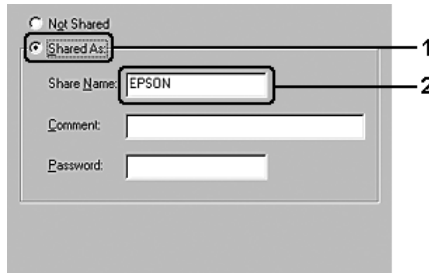 Not Shared
Shared As: 1
Share Name: EPSON 2
Comment:
Password: